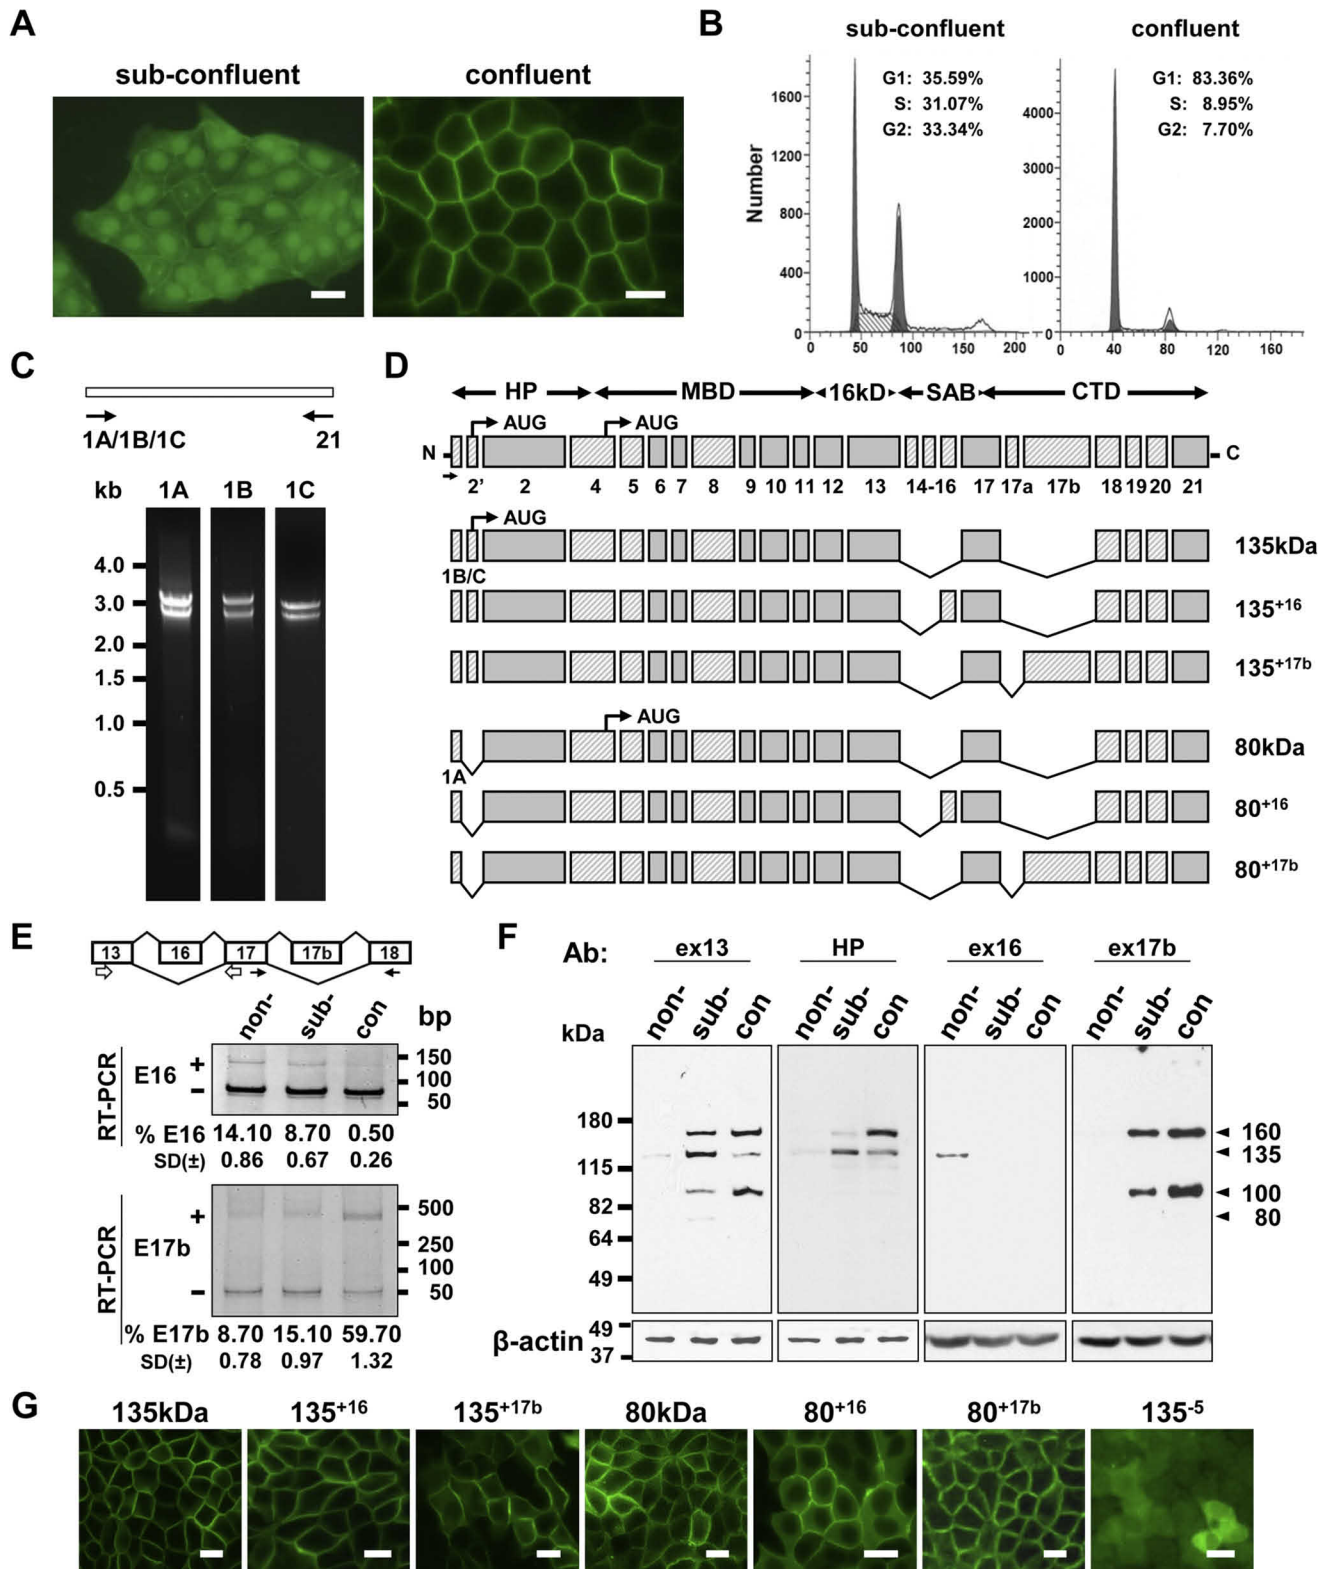 A
sub-confluent
confluent
B
sub-confluent
confluent
G1: 35.59%
S: 31.07%
G2: 33.34%
G1: 83.36%
S: 8.95%
G2: 7.70%
Number
1600
1200
800
400
0
0 50 100 150 200
4000
3000
4000
1000
0
0 40 80 120 160
C
1A/1B/1C
21
kb
1A 1B 1C
4.0
3.0
2.0
1.5
1.0
0.5
D
HP MBD 16kD SAB CTD
AUG AUG
N C
2' 2 4 5 6 7 8 9 10 11 12 13 14-16 17 17a 17b 18 19 20 21
AUG
135kDa
1B/C
135+16
135+17b
AUG
80kDa
1A
80+16
80+17b
E
13 16 17 17b 18
non- sub- con bp
RT-PCR
E16
+
-
150
100
50
% E16 14.10 8.70 0.50
SD(±) 0.86 0.67 0.26
RT-PCR
E17b
+
-
500
250
100
50
% E17b 8.70 15.10 59.70
SD(±) 0.78 0.97 1.32
F
Ab: ex13 HP ex16 ex17b
kDa
non- sub- con non- sub- con non- sub- con non- sub- con
180
115
82
64
49
160
135
100
80
β-actin
49
37
G
135kDa 135+16 135+17b 80kDa 80+16 80+17b 135-5